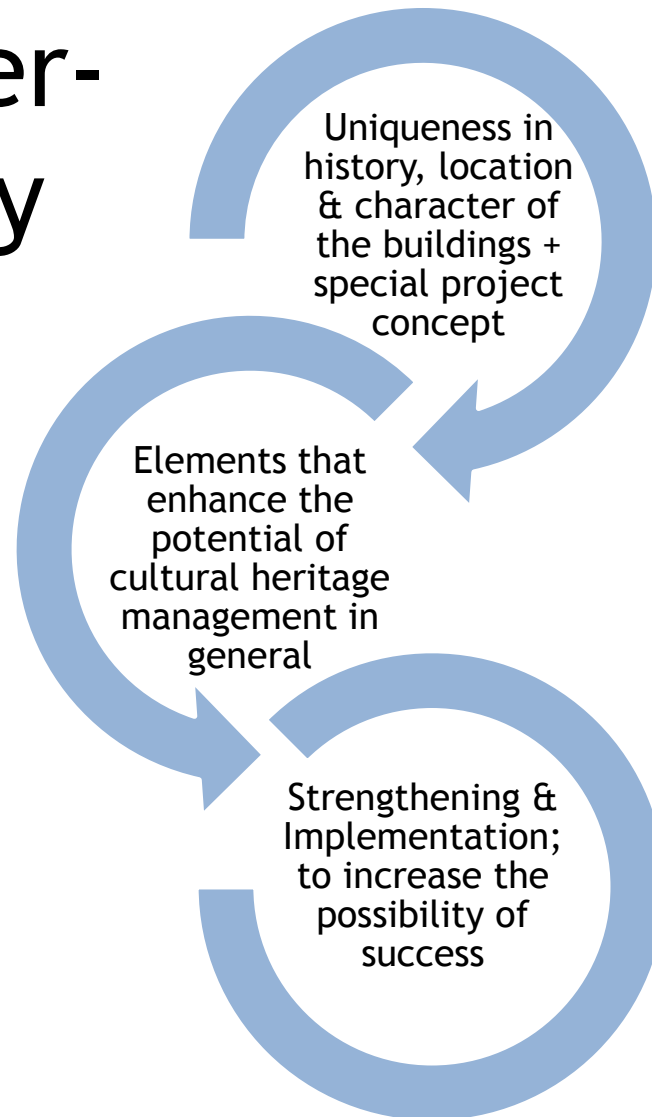 er-
y
Uniqueness in
history, location
& character of
the buildings +
special project
concept
Elements that
enhance the
potential of
cultural heritage
management in
general
Strengthening &
Implementation;
to increase the
possibility of
success